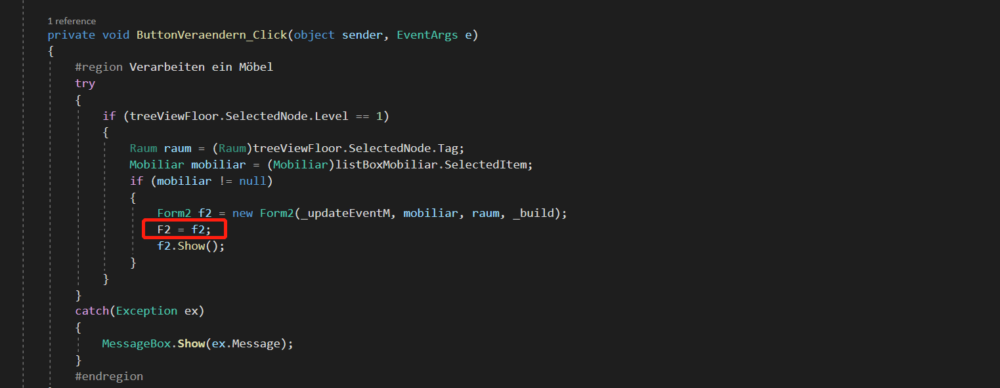 1 reference
private void ButtonVeraendern_Click(object sender, EventArgs e)
{
#region Verarbeiten ein Möbel
try
{
if (treeViewFloor.SelectedNode.Level == 1)
{
Raum raum = (Raum)treeViewFloor.SelectedNode.Tag;
Mobiliar mobiliar = (Mobiliar)listBoxMobiliar.SelectedItem;
if (mobiliar != null)
{
Form2 f2 = new Form2(_updateEventM, mobiliar, raum, _build);
F2 = f2;
f2.Show();
}
}
}
catch(Exception ex)
{
MessageBox.Show(ex.Message);
}
#endregion